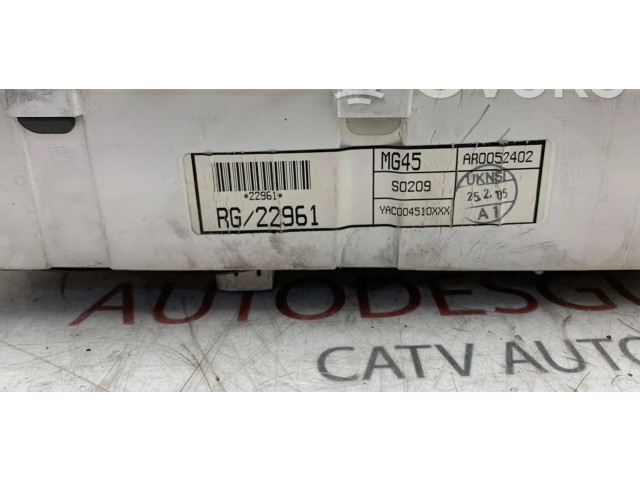 *22961*
RG/22961
MG45
AR0052402
S0209
YAC004510XXX
UKNSI
25.2.05
A1
AUTODESGU
CATV AUTO